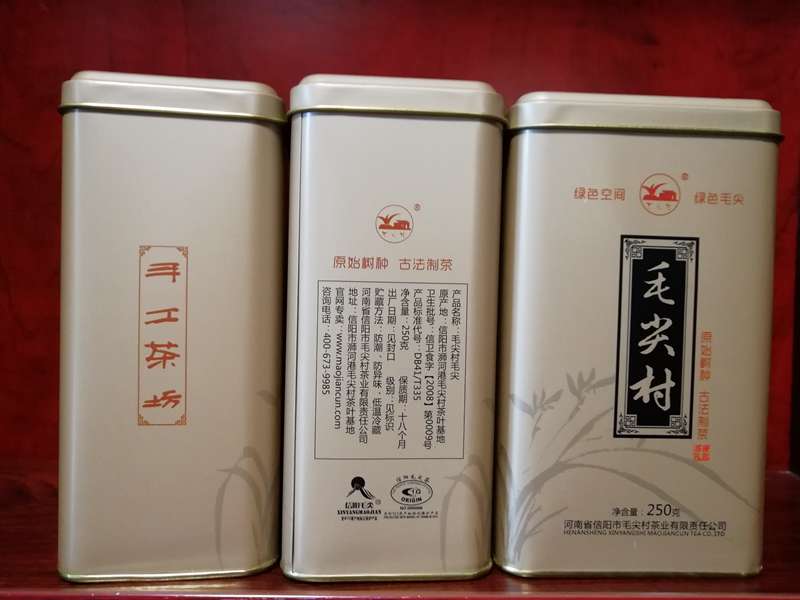 手工茶坊
®
原始树种 古法制茶
产品名称：毛尖村毛尖
原产地：信阳市浉河港毛尖村茶叶基地
卫生批号：信卫食字【2008】第0009号
产品标准代号：DB41/T335
净含量：250克 保质期：十八个月
出厂日期：见封口 级别：见标识
贮藏方法：防潮、防异味、低温冷藏
河南省信阳市毛尖村茶业有限责任公司
地址：信阳市浉河港毛尖村茶叶基地
官网专卖：www.maojiancun.com
咨询电话：400-673-9985
信阳毛尖
XINYANGMAOJIAN
ORIGIN
绿色空间
®
绿色毛尖
毛尖村
原始树种 古法制茶
净含量：250克
河南省信阳市毛尖村茶业有限责任公司
HENANSHENG XINYANGSHI MAOJIANCUN TEA CO.,LTD